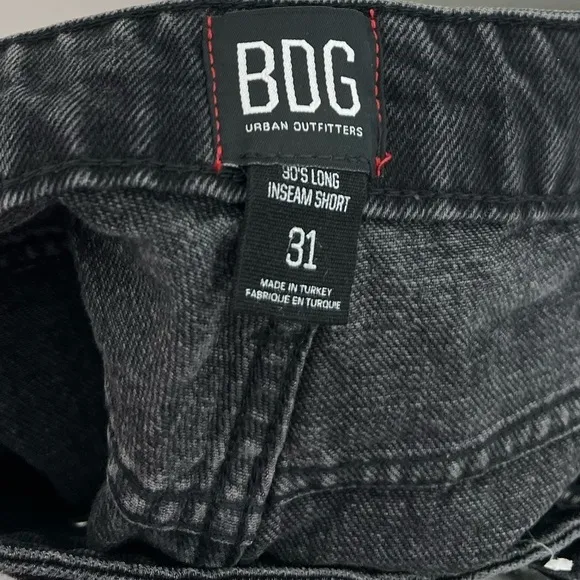 BDG
URBAN OUTFITTERS
90'S LONG
INSEAM SHORT
31
MADE IN TURKEY
FABRIQUE EN TURQUIE